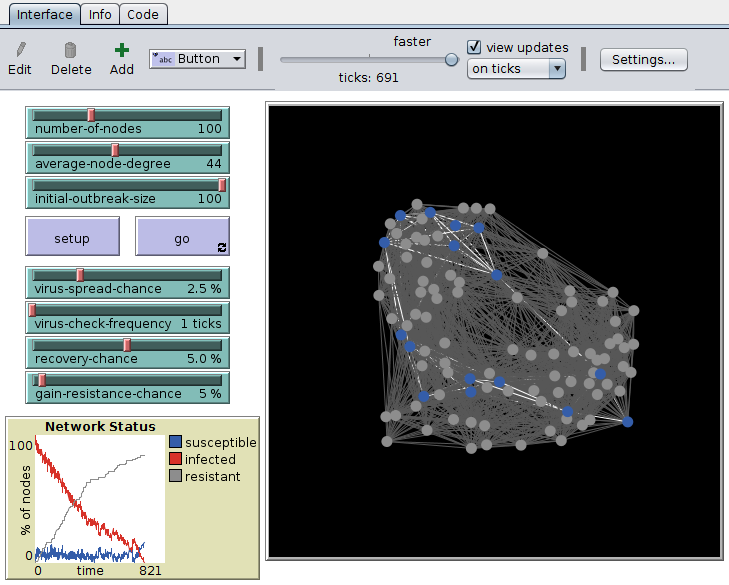 Interface Info Code
Edit Delete Add abc Button
faster
ticks: 691
view updates
on ticks
Settings...
number-of-nodes 100
average-node-degree 44
initial-outbreak-size 100
setup go
virus-spread-chance 2.5 %
virus-check-frequency 1 ticks
recovery-chance 5.0 %
gain-resistance-chance 5 %
Network Status
100
% of nodes
0
0 time 821
susceptible
infected
resistant